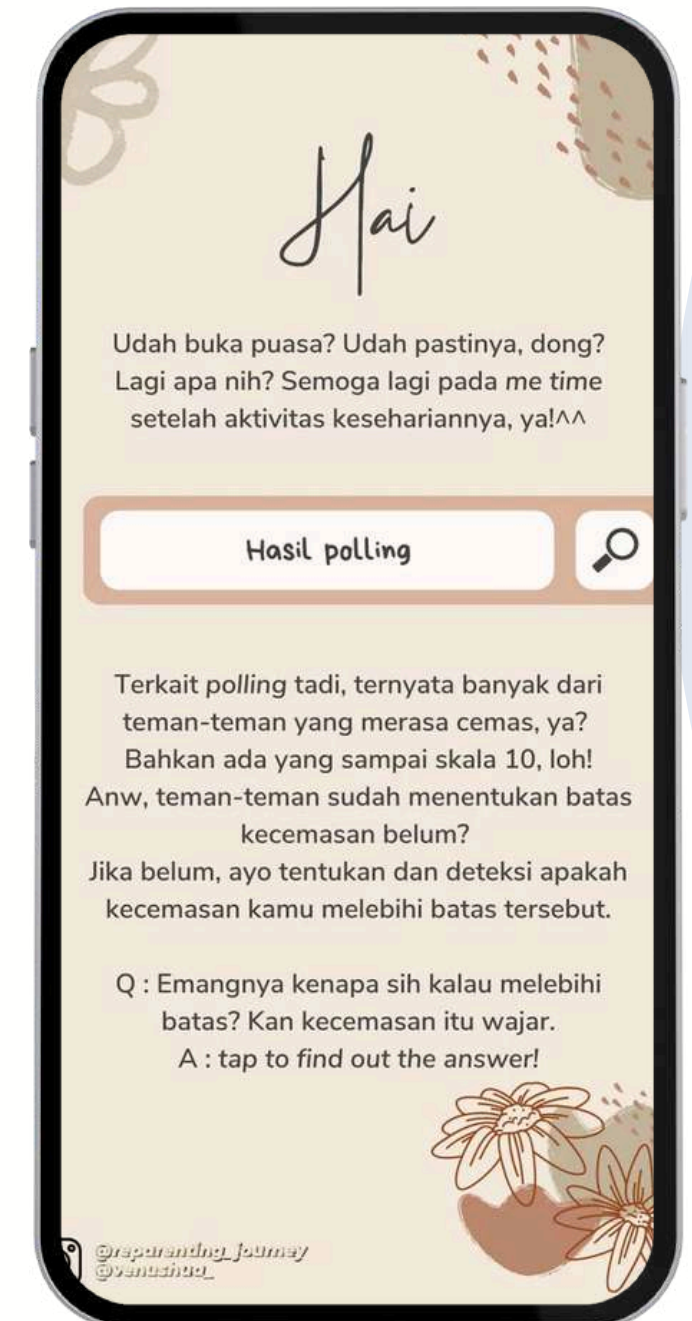 Hai
Udah buka puasa? Udah pastinya, dong?
Lagi apa nih? Semoga lagi pada me time
setelah aktivitas kesehariannya, ya!^^
Hasil polling
Terkait polling tadi, ternyata banyak dari
teman-teman yang merasa cemas, ya?
Bahkan ada yang sampai skala 10, loh!
Anw, teman-teman sudah menentukan batas
kecemasan belum?
Jika belum, ayo tentukan dan deteksi apakah
kecemasan kamu melebihi batas tersebut.
Q : Emangnya kenapa sih kalau melebihi
batas? Kan kecemasan itu wajar.
A : tap to find out the answer!
@reparenting_journey
@venushua_